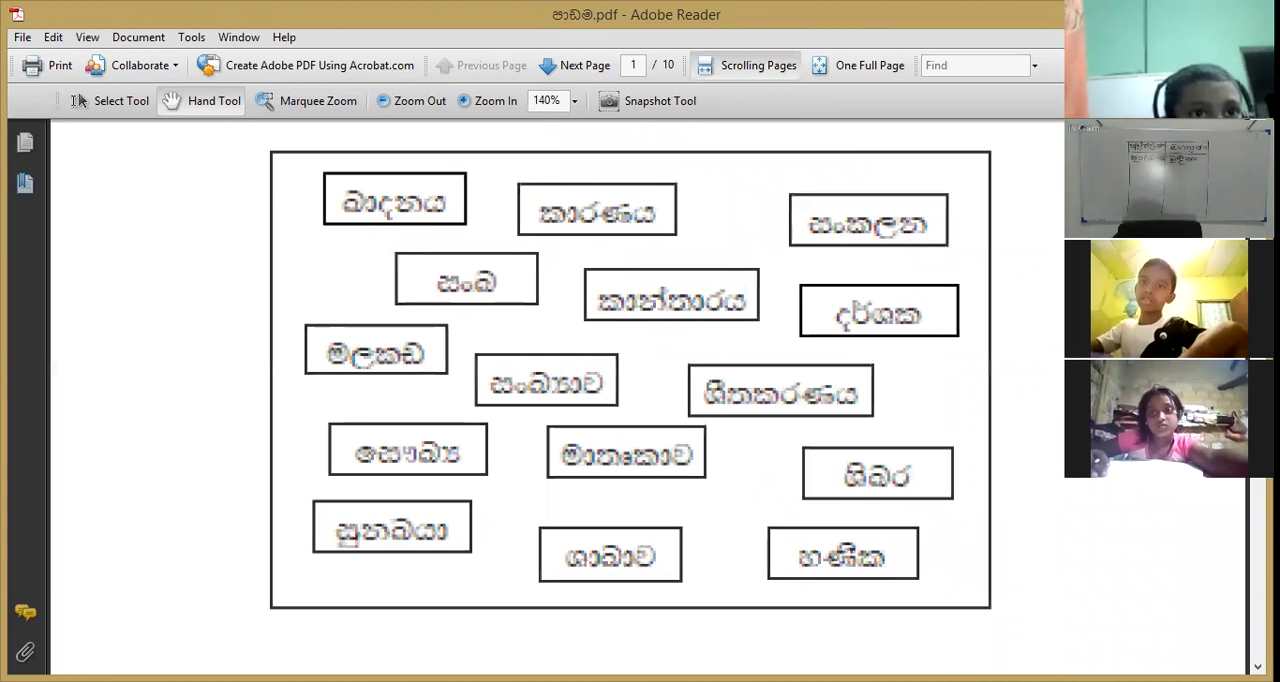 පාඩම.pdf - Adobe Reader
File Edit View Document Tools Window Help
Print Collaborate Create Adobe PDF Using Acrobat.com Previous Page Next Page 1 / 10 Scrolling Pages One Full Page Find
Select Tool Hand Tool Marquee Zoom Zoom Out Zoom In 140% Snapshot Tool
ඛාදනය
කාරණය
සංකලන
සංඛ
කාන්තාරය
දර්ශක
මලකඩ
සංඛ්‍යාව
ශීතකරණය
සෞඛ්‍ය
මාතෘකාව
ශිඛර
සුනඛයා
ශාඛාව
හණික